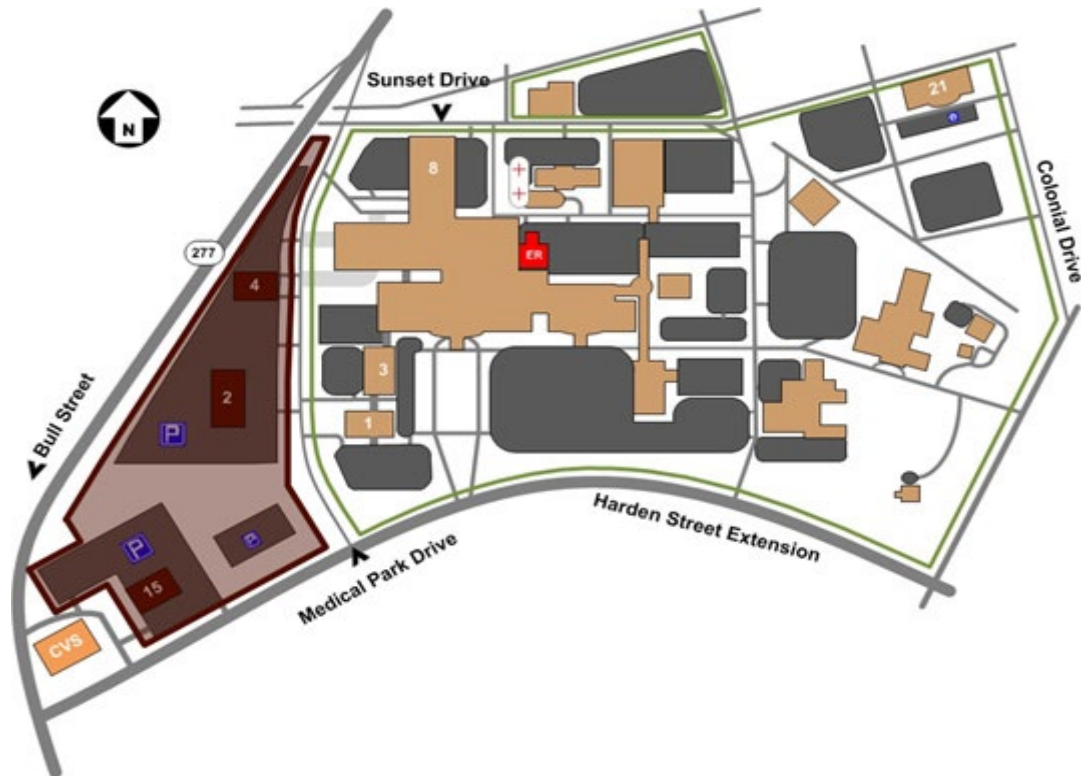 Sunset Drive
N
21
P
8
Colonial Drive
277
ER
4
3
2
Bull Street
P
1
Harden Street Extension
P
P
Medical Park Drive
15
CVS